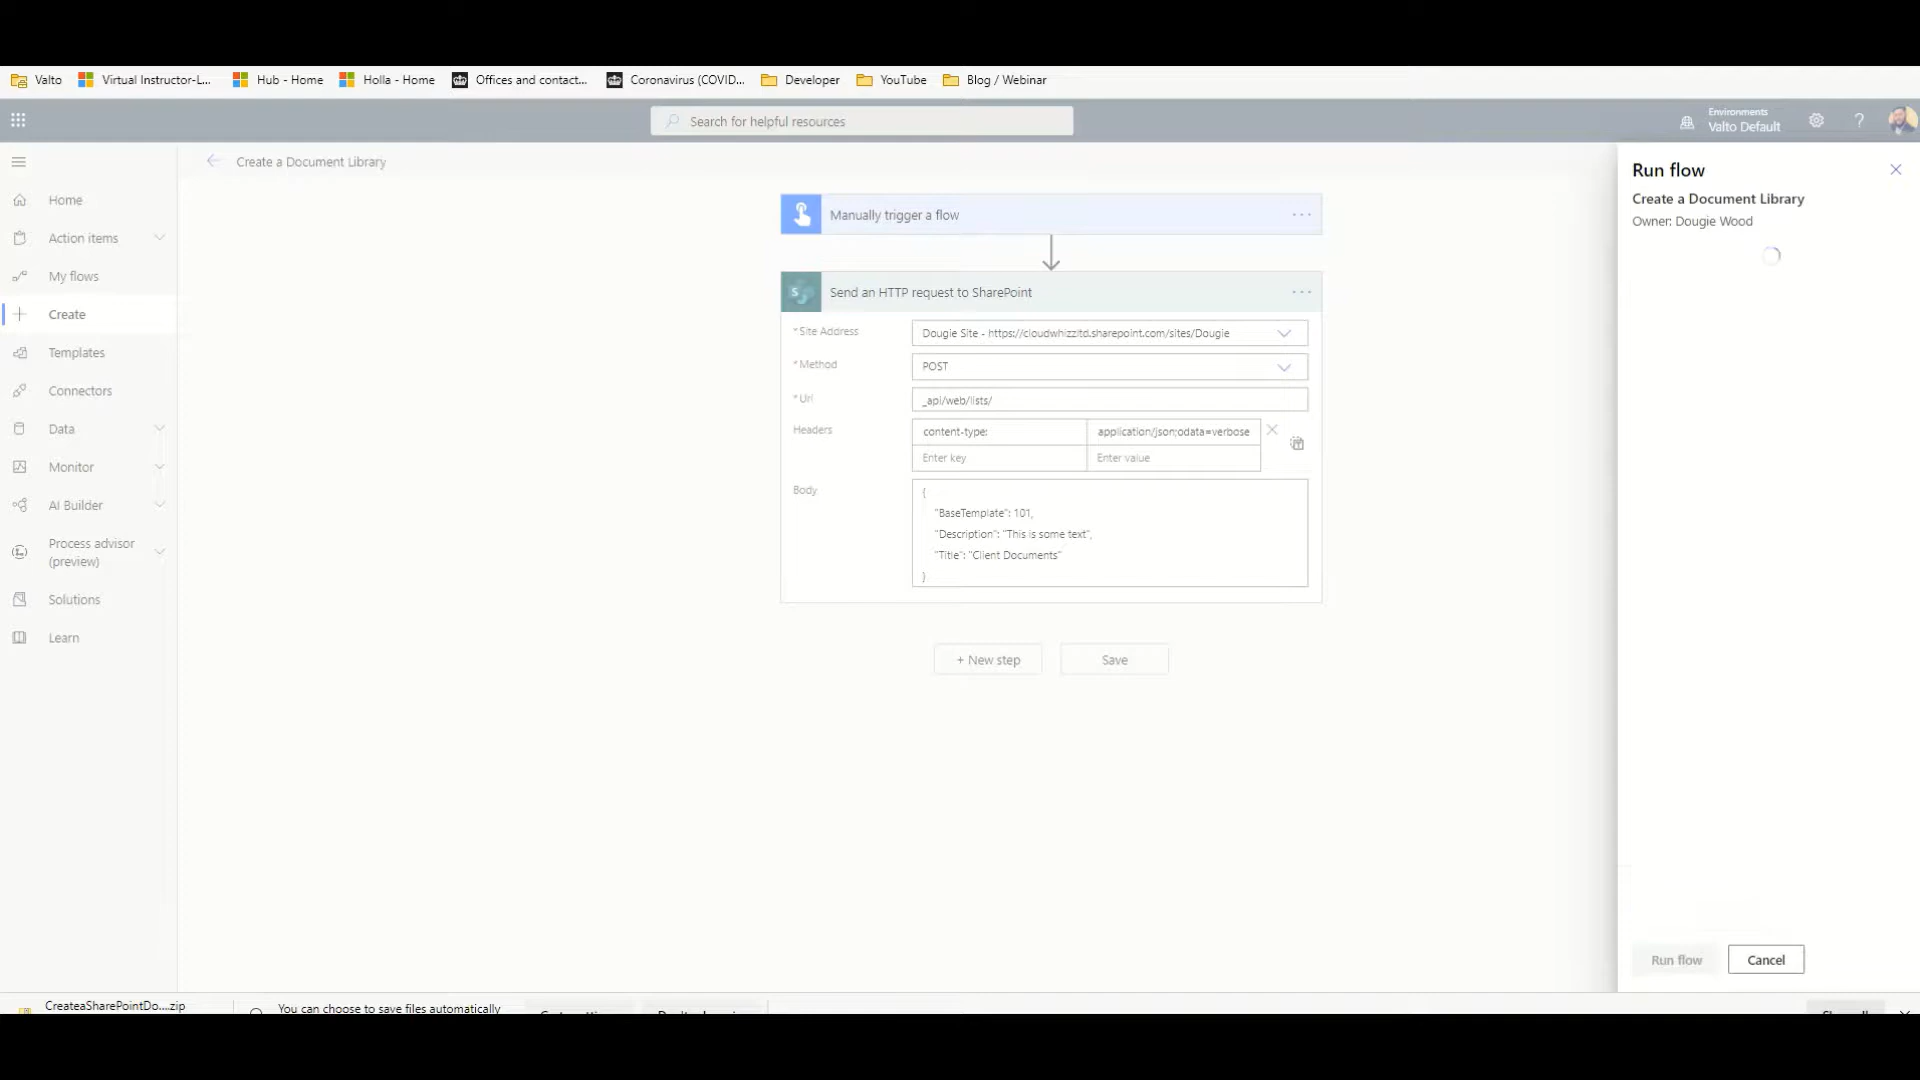 Valto Virtual Instructor-L... Hub - Home Holla - Home Offices and contact... Coronavirus (COVID... Developer YouTube Blog / Webinar
Search for helpful resources
Environments
Valto Default
?
Create a Document Library
Home
Action items
My flows
Create
Templates
Connectors
Data
Monitor
AI Builder
Process advisor
(preview)
Solutions
Learn
Manually trigger a flow
Send an HTTP request to SharePoint
* Site Address
Dougie Site - https://cloudwhizzltd.sharepoint.com/sites/Dougie
* Method
POST
* Uri
_api/web/lists/
Headers
content-type; application/json;odata=verbose
Enter key Enter value
Body
{
"BaseTemplate": 101,
"Description": "This is some text",
"Title": "Client Documents"
}
+ New step Save
Run flow
Create a Document Library
Owner: Dougie Wood
Run flow Cancel
CreateaSharePointDo....zip
You can choose to save files automatically